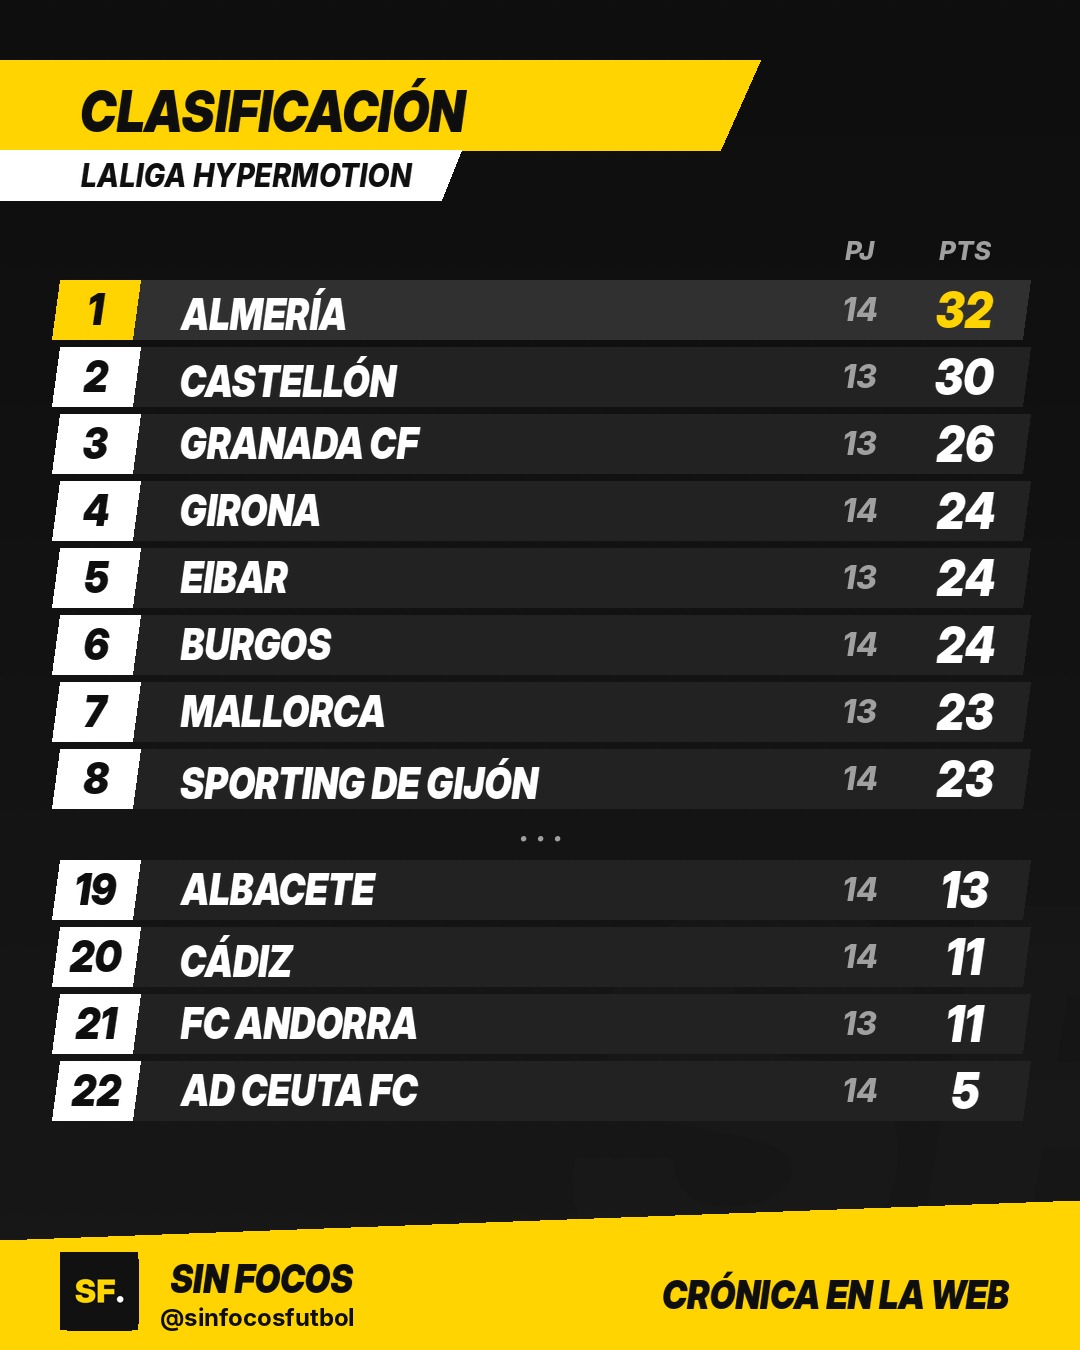 CLASIFICACIÓN
LALIGA HYPERMOTION
PJ PTS
1 ALMERÍA 14 32
2 CASTELLÓN 13 30
3 GRANADA CF 13 26
4 GIRONA 14 24
5 EIBAR 13 24
6 BURGOS 14 24
7 MALLORCA 13 23
8 SPORTING DE GIJÓN 14 23
...
19 ALBACETE 14 13
20 CÁDIZ 14 11
21 FC ANDORRA 13 11
22 AD CEUTA FC 14 5
SF. SIN FOCOS
@sinfocosfutbol
CRÓNICA EN LA WEB